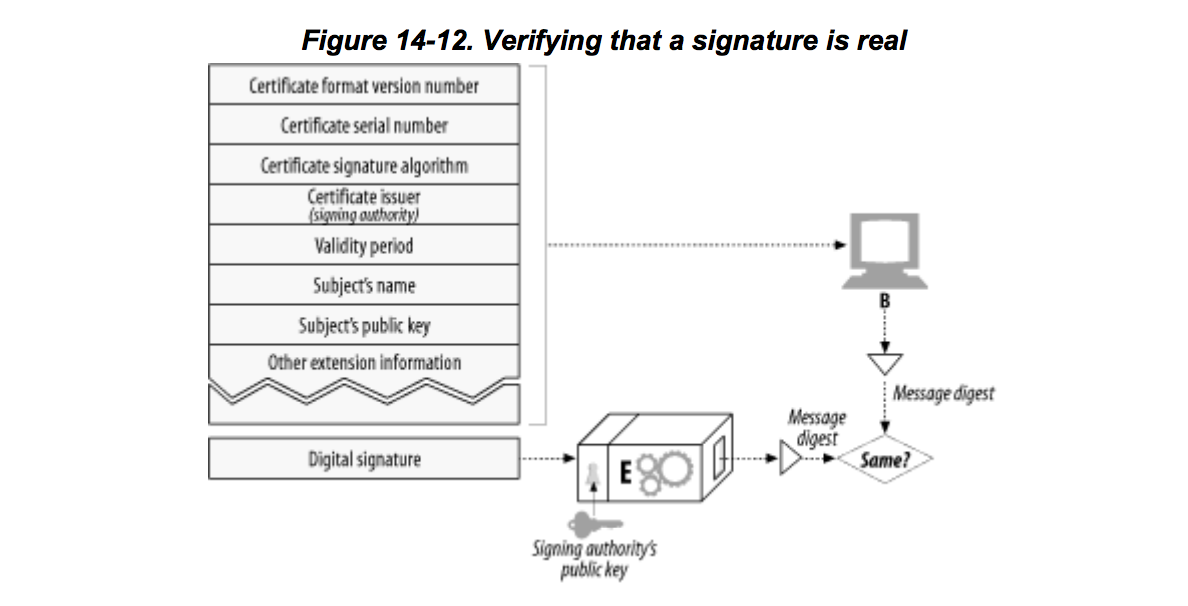 Figure 14-12. Verifying that a signature is real
Certificate format version number
Certificate serial number
Certificate signature algorithm
Certificate issuer
(signing authority)
Validity period
Subject's name
Subject's public key
Other extension information
Digital signature
E
Signing authority's
public key
Message
digest
B
Message digest
Same?